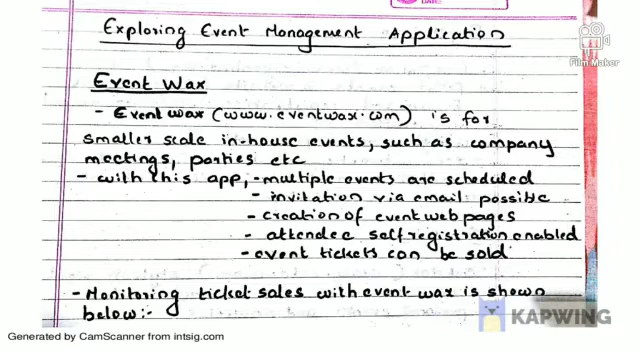 DATE:
Exploring Event Management Application
Film Maker
Event Wax
- Event wax (www.eventwax.com) is for
smaller scale in-house events, such as company
meetings, parties etc
- with this app, - multiple events are scheduled
- invitation via email possible
- creation of event web pages
- attendee self registration enabled
- event tickets can be sold
- Monitoring ticket sales with event wax is shown
below:-
KAPWING
Generated by CamScanner from intsig.com